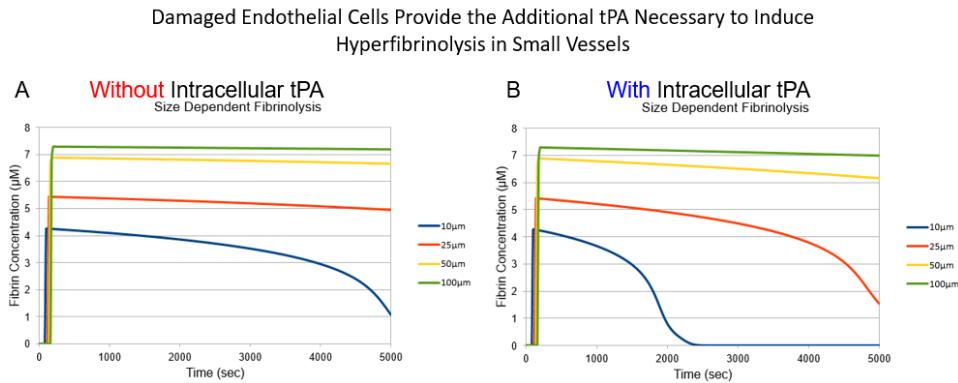 Damaged Endothelial Cells Provide the Additional tPA Necessary to Induce
Hyperfibrinolysis in Small Vessels
A
Without Intracellular tPA
Size Dependent Fibrinolysis
Fibrin Concentration (µM)
8
7
6
5
4
3
2
1
0
0 1000 2000 3000 4000 5000
Time (sec)
10µm
25µm
50µm
100µm
B
With Intracellular tPA
Size Dependent Fibrinolysis
Fibrin Concentration (µM)
8
7
6
5
4
3
2
1
0
0 1000 2000 3000 4000 5000
Time (sec)
10µm
25µm
50µm
100µm